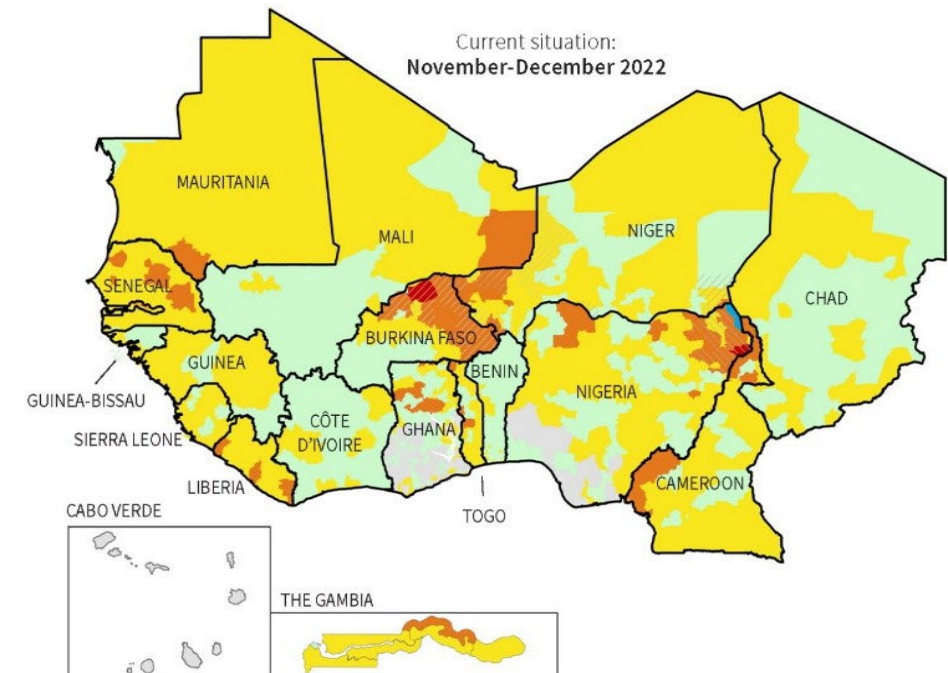 Current situation:
November-December 2022
MAURITANIA
MALI
NIGER
CHAD
SENEGAL
BURKINA FASO
GUINEA
BENIN
NIGERIA
GUINEA-BISSAU
CÔTE
D'IVOIRE
GHANA
SIERRA LEONE
LIBERIA
CAMEROON
TOGO
CABO VERDE
THE GAMBIA